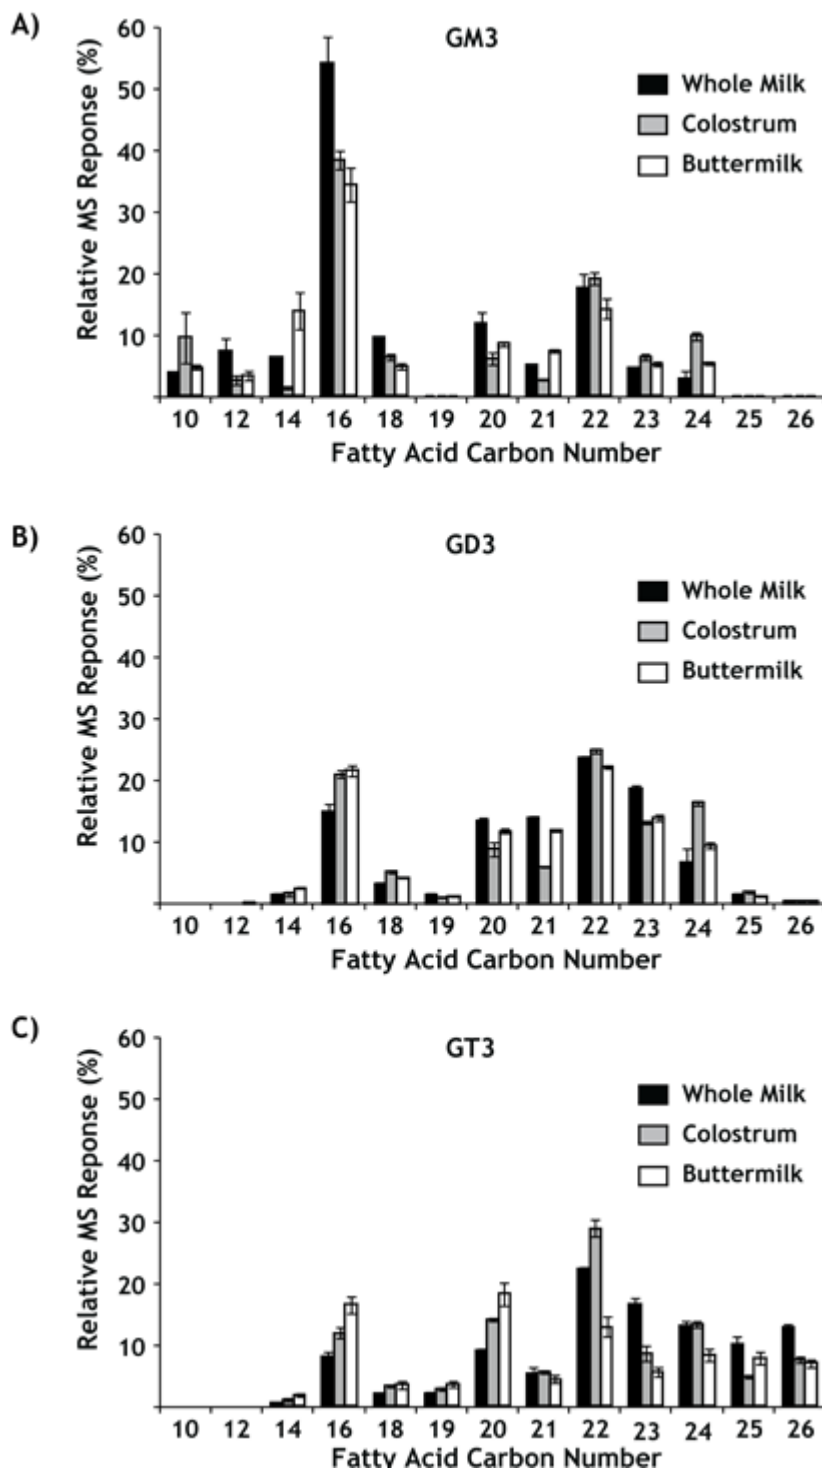 A)
GM3
Relative MS Reponse (%)
60
50
40
30
20
10
Whole Milk
Colostrum
Buttermilk
10 12 14 16 18 19 20 21 22 23 24 25 26
Fatty Acid Carbon Number
B)
GD3
Relative MS Reponse (%)
60
50
40
30
20
10
Whole Milk
Colostrum
Buttermilk
10 12 14 16 18 19 20 21 22 23 24 25 26
Fatty Acid Carbon Number
C)
GT3
Relative MS Reponse (%)
60
50
40
30
20
10
Whole Milk
Colostrum
Buttermilk
10 12 14 16 18 19 20 21 22 23 24 25 26
Fatty Acid Carbon Number